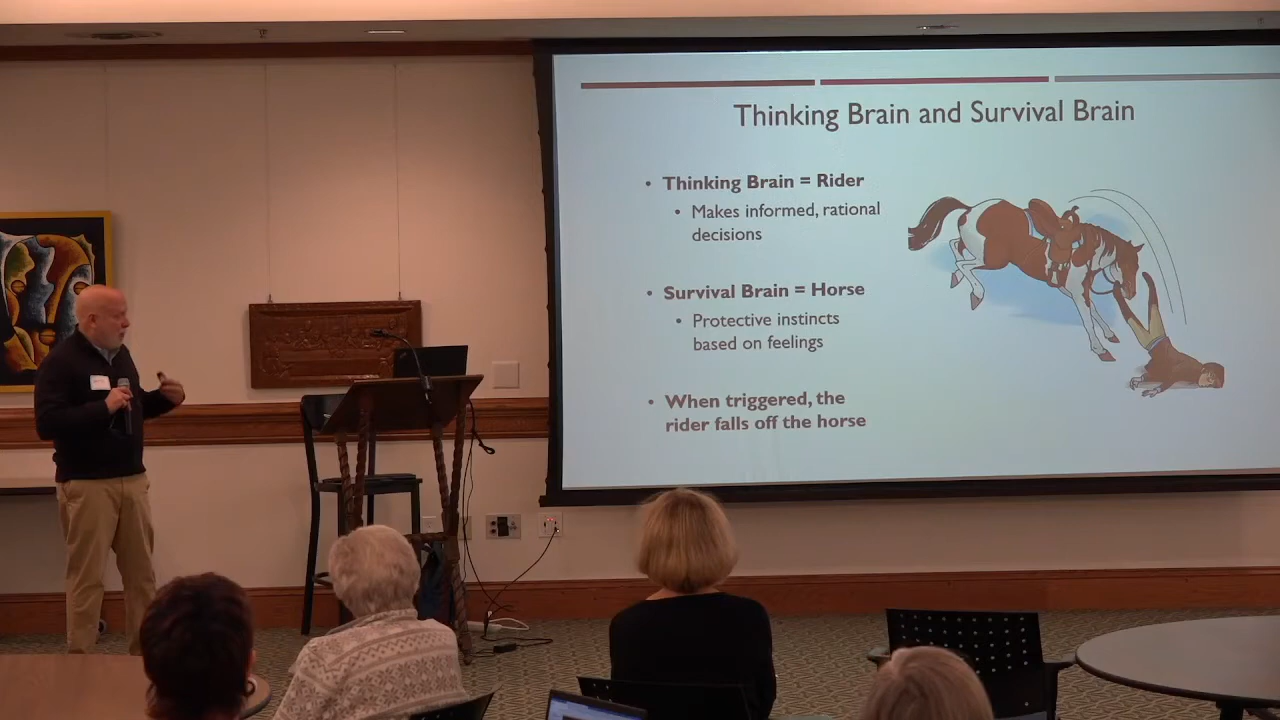 Thinking Brain and Survival Brain
• Thinking Brain = Rider
• Makes informed, rational
decisions
• Survival Brain = Horse
• Protective instincts
based on feelings
• When triggered, the
rider falls off the horse